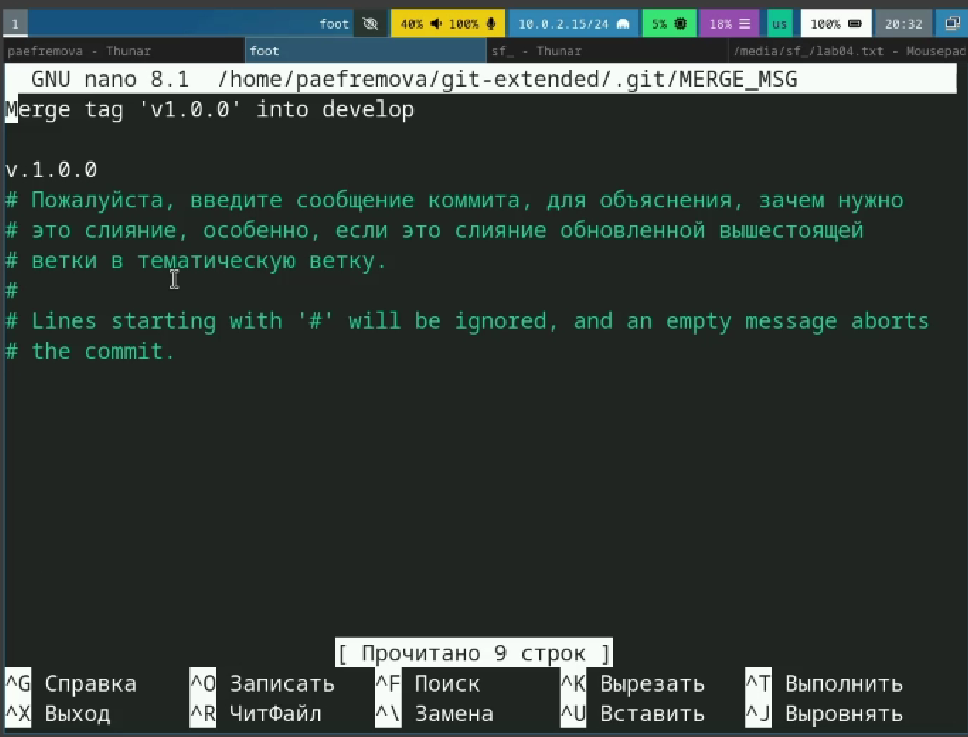 1 foot 40% 100% 10.0.2.15/24 5% 18% us 100% 20:32
paefremova - Thunar foot sf_ - Thunar /media/sf_/lab04.txt - Mousepad
GNU nano 8.1 /home/paefremova/git-extended/.git/MERGE_MSG
Merge tag 'v1.0.0' into develop
v.1.0.0
# Пожалуйста, введите сообщение коммита, для объяснения, зачем нужно
# это слияние, особенно, если это слияние обновленной вышестоящей
# ветки в тематическую ветку.
#
# Lines starting with '#' will be ignored, and an empty message aborts
# the commit.
[ Прочитано 9 строк ]
^G Справка ^O Записать ^F Поиск ^K Вырезать ^T Выполнить
^X Выход ^R ЧитФайл ^\ Замена ^U Вставить ^J Выровнять